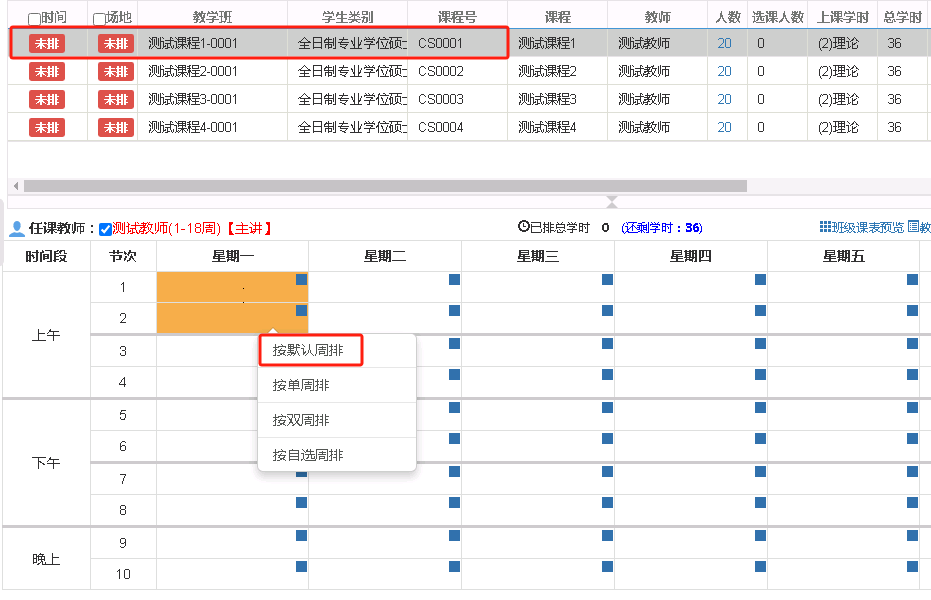 时间 场地 教学班 学生类别 课程号 课程 教师 人数 选课人数 上课学时 总学时
未排 未排 测试课程1-0001 全日制专业学位硕士 CS0001 测试课程1 测试教师 20 0 (2)理论 36
未排 未排 测试课程2-0001 全日制专业学位硕士 CS0002 测试课程2 测试教师 20 0 (2)理论 36
未排 未排 测试课程3-0001 全日制专业学位硕士 CS0003 测试课程3 测试教师 20 0 (2)理论 36
未排 未排 测试课程4-0001 全日制专业学位硕士 CS0004 测试课程4 测试教师 20 0 (2)理论 36
任课教师：测试教师(1-18周)【主讲】 已排总学时 0 (还剩学时：36) 班级课表预览 教
时间段 节次 星期一 星期二 星期三 星期四 星期五
上午
1
2
3
4
按默认周排
按单周排
按双周排
按自选周排
下午
5
6
7
8
晚上
9
10